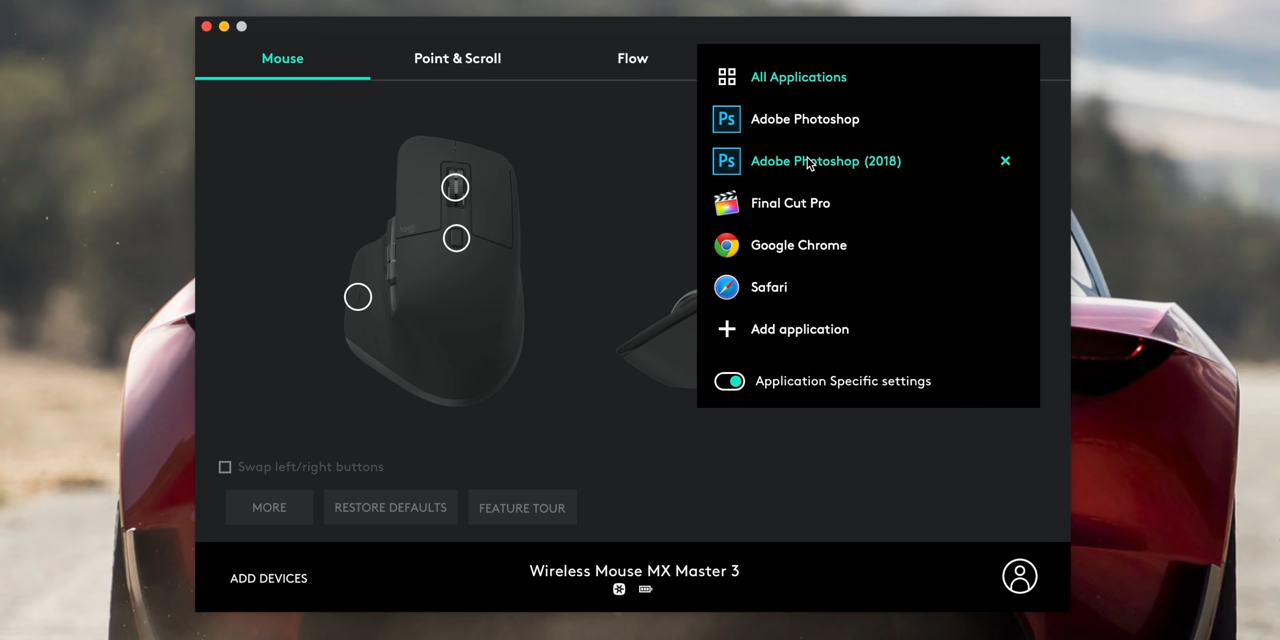 Mouse
Point & Scroll
Flow
All Applications
Ps Adobe Photoshop
Ps Adobe Photoshop (2018)
Final Cut Pro
Google Chrome
Safari
Add application
Application Specific settings
logi
Swap left/right buttons
MORE
RESTORE DEFAULTS
FEATURE TOUR
ADD DEVICES
Wireless Mouse MX Master 3